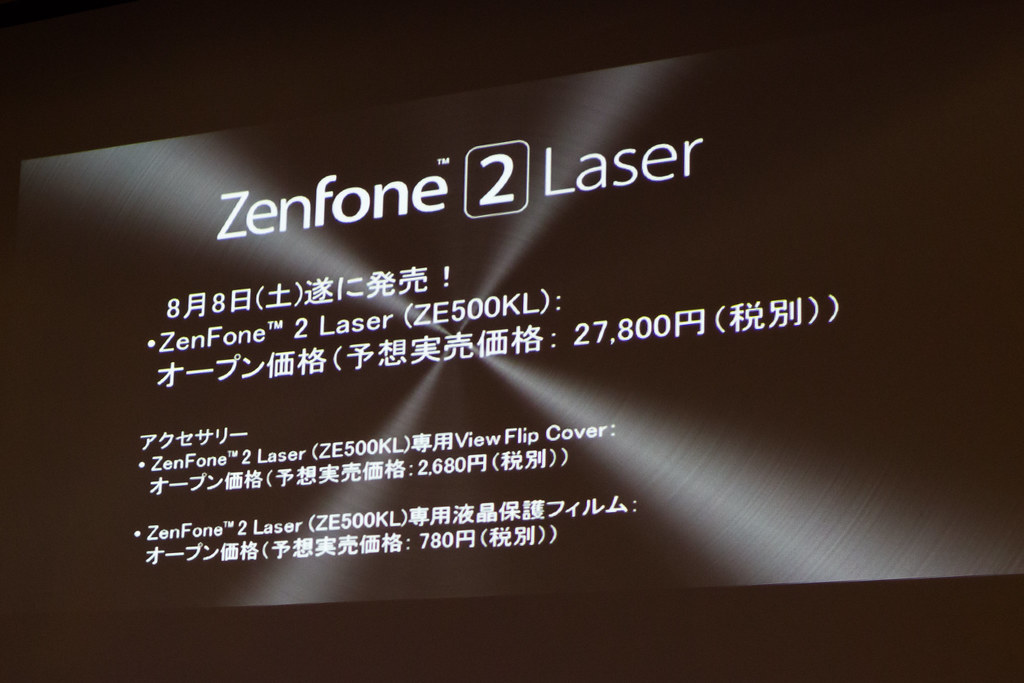 Zenfone™ 2 Laser
8月8日(土)遂に発売！
•ZenFone™ 2 Laser (ZE500KL):
オープン価格(予想実売価格: 27,800円(税別))
アクセサリー
• ZenFone™ 2 Laser (ZE500KL)専用View Flip Cover:
オープン価格(予想実売価格:2,680円(税別))
• ZenFone™ 2 Laser (ZE500KL)専用液晶保護フィルム:
オープン価格(予想実売価格: 780円(税別))